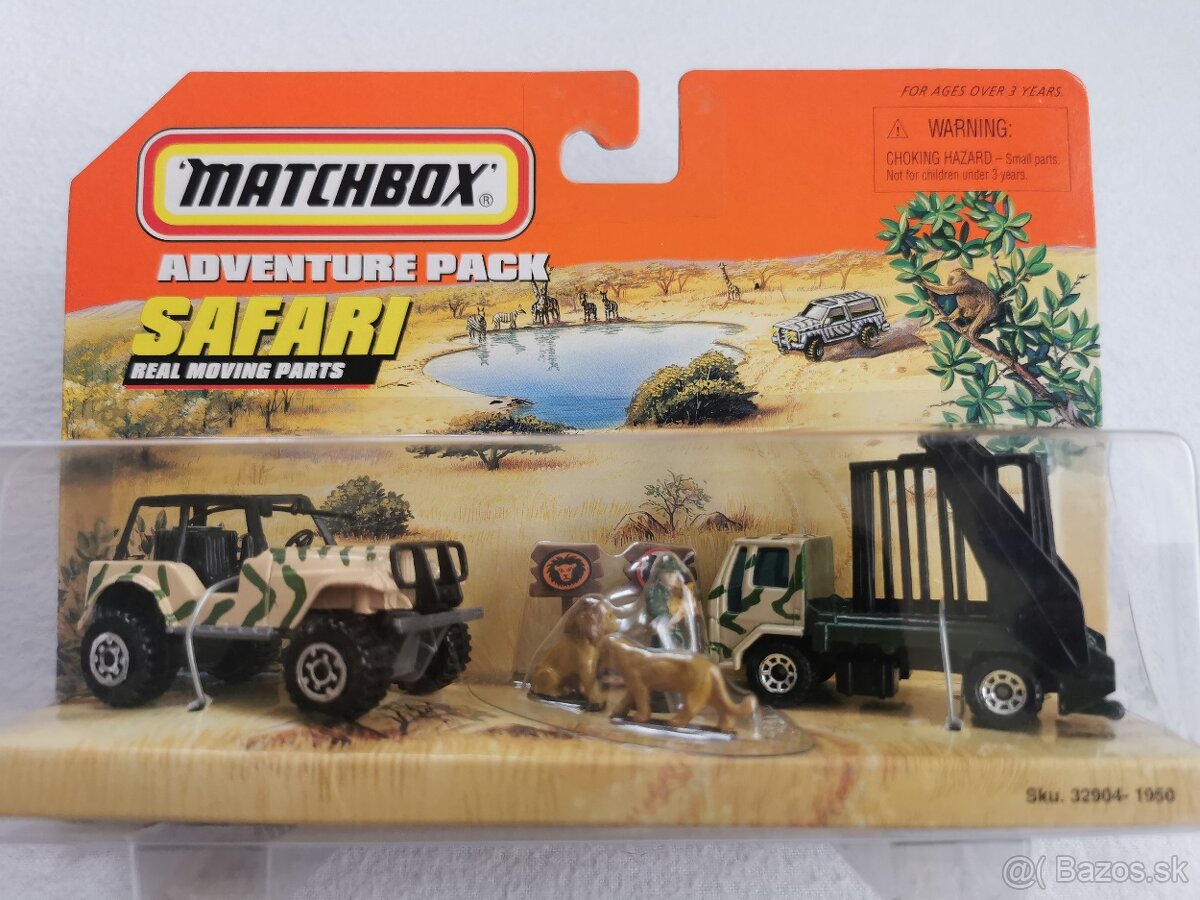 FOR AGES OVER 3 YEARS.
WARNING:
CHOKING HAZARD – Small parts.
Not for children under 3 years.
'MATCHBOX' ®
ADVENTURE PACK
SAFARI
REAL MOVING PARTS
Sku. 32904- 1950
@( Bazos.sk